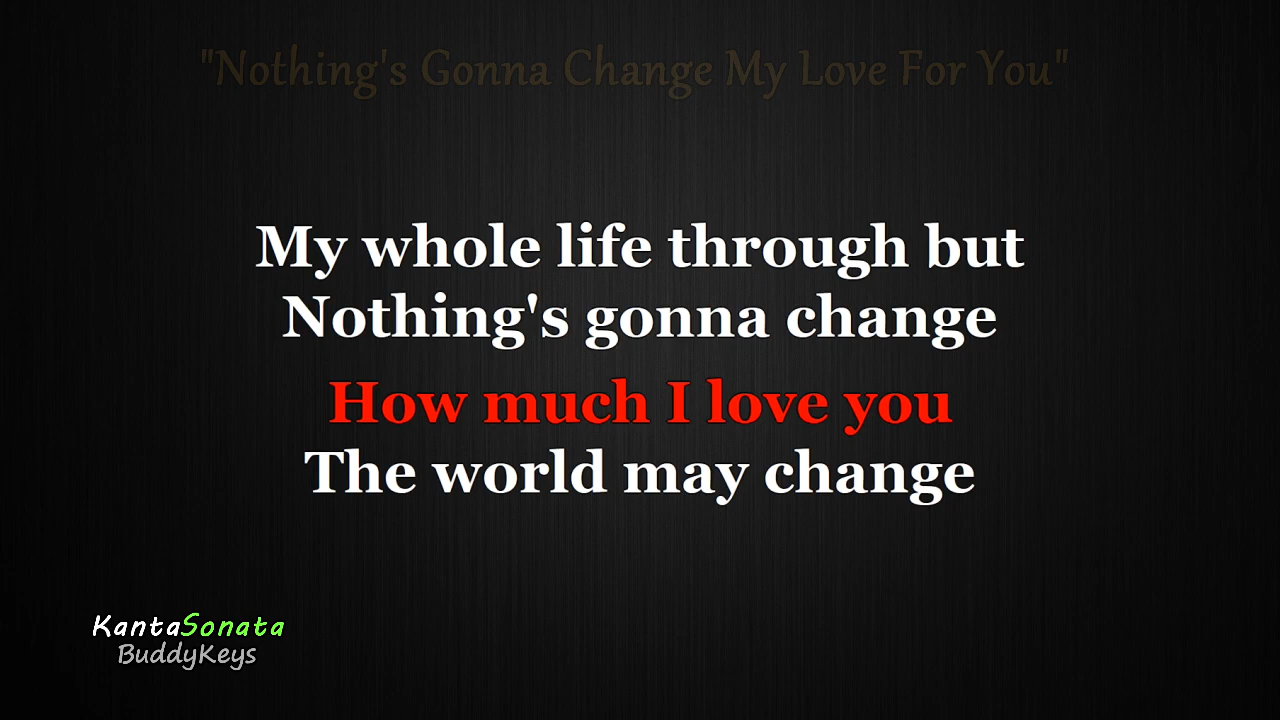 "Nothing's Gonna Change My Love For You"
My whole life through but
Nothing's gonna change
How much I love you
The world may change
KantaSonata
BuddyKeys